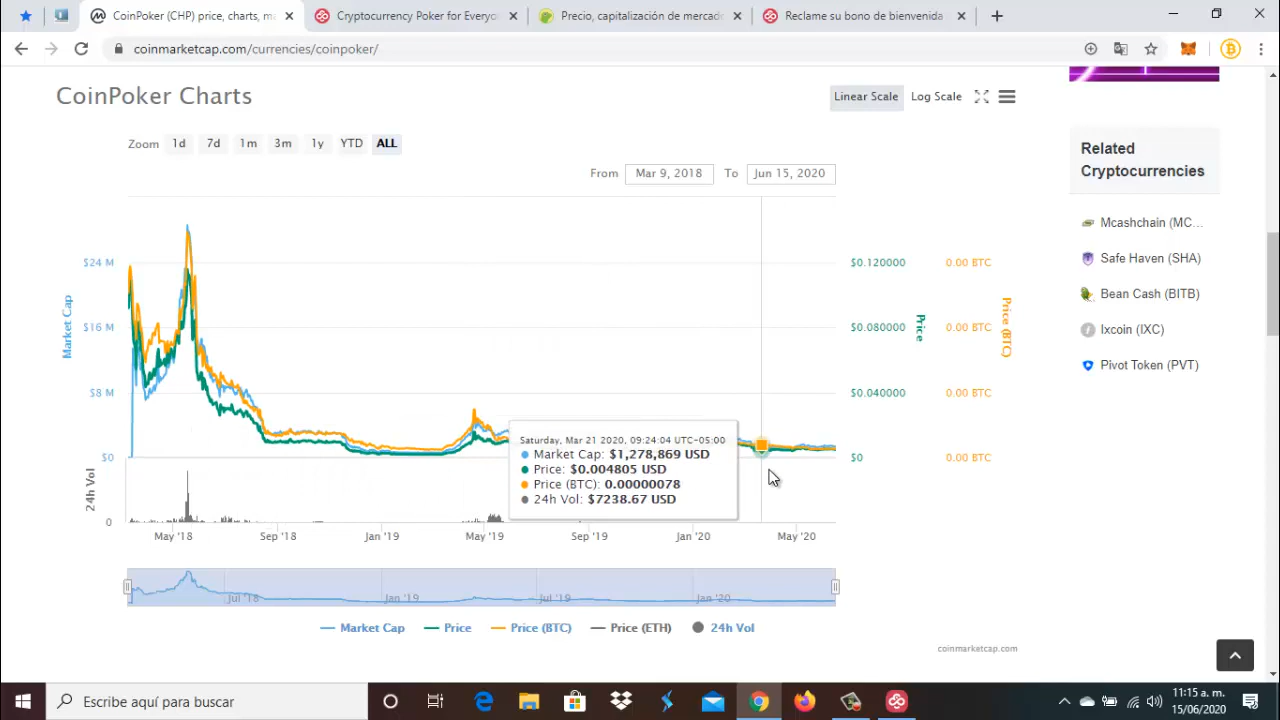 CoinPoker (CHP) price, charts, m
Cryptocurrency Poker for Everyo
Precio, capitalización de mercad
Reclame su bono de bienvenida
coinmarketcap.com/currencies/coinpoker/
CoinPoker Charts
Linear Scale
Log Scale
Zoom 1d 7d 1m 3m 1y YTD ALL
From Mar 9, 2018 To Jun 15, 2020
Related
Cryptocurrencies
Mcashchain (MC...
Safe Haven (SHA)
Bean Cash (BITB)
Ixcoin (IXC)
Pivot Token (PVT)
Market Cap
$24 M
$16 M
$8 M
$0
24h Vol
0
$0.120000
$0.080000
$0.040000
$0
Price
0.00 BTC
0.00 BTC
0.00 BTC
0.00 BTC
Price (BTC)
Saturday, Mar 21 2020, 09:24:04 UTC-05:00
Market Cap: $1,278,869 USD
Price: $0.004805 USD
Price (BTC): 0.00000078
24h Vol: $7238.67 USD
May '18 Sep '18 Jan '19 May '19 Sep '19 Jan '20 May '20
Jul '18 Jan '19 Jul '19 Jan '20
Market Cap Price Price (BTC) Price (ETH) 24h Vol
coinmarketcap.com
Escribe aquí para buscar
11:15 a. m.
15/06/2020